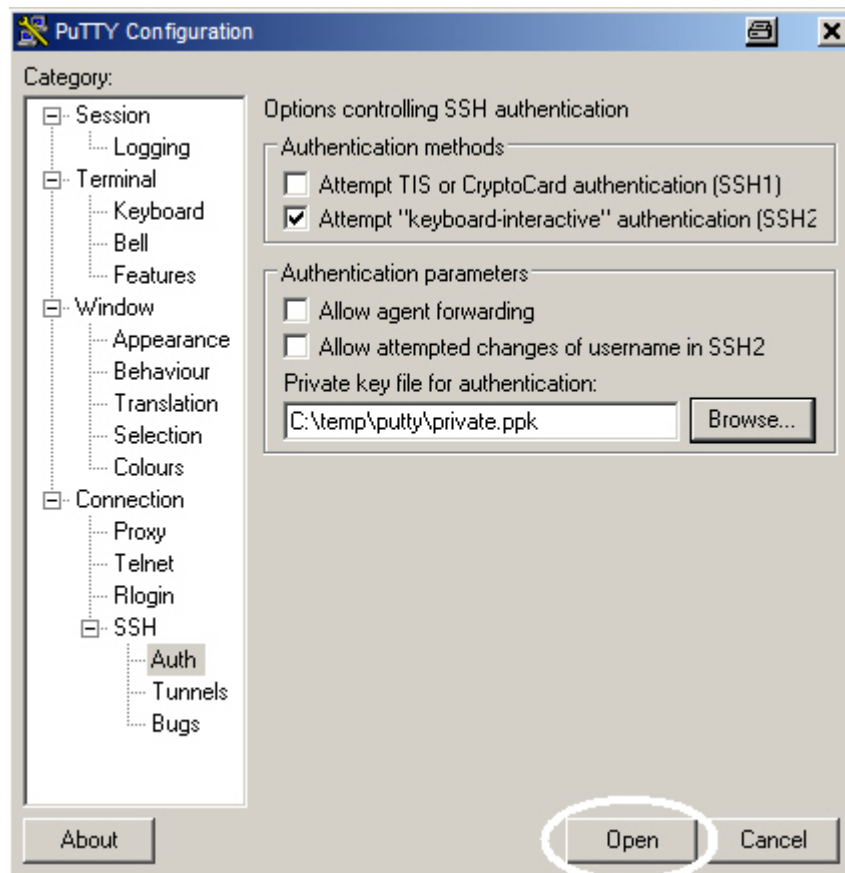 PuTTY Configuration
Category:
Session
Logging
Terminal
Keyboard
Bell
Features
Window
Appearance
Behaviour
Translation
Selection
Colours
Connection
Proxy
Telnet
Rlogin
SSH
Auth
Tunnels
Bugs
Options controlling SSH authentication
Authentication methods
Attempt TIS or CryptoCard authentication (SSH1)
Attempt "keyboard-interactive" authentication (SSH2
Authentication parameters
Allow agent forwarding
Allow attempted changes of username in SSH2
Private key file for authentication:
C:\temp\putty\private.ppk
Browse...
About
Open
Cancel